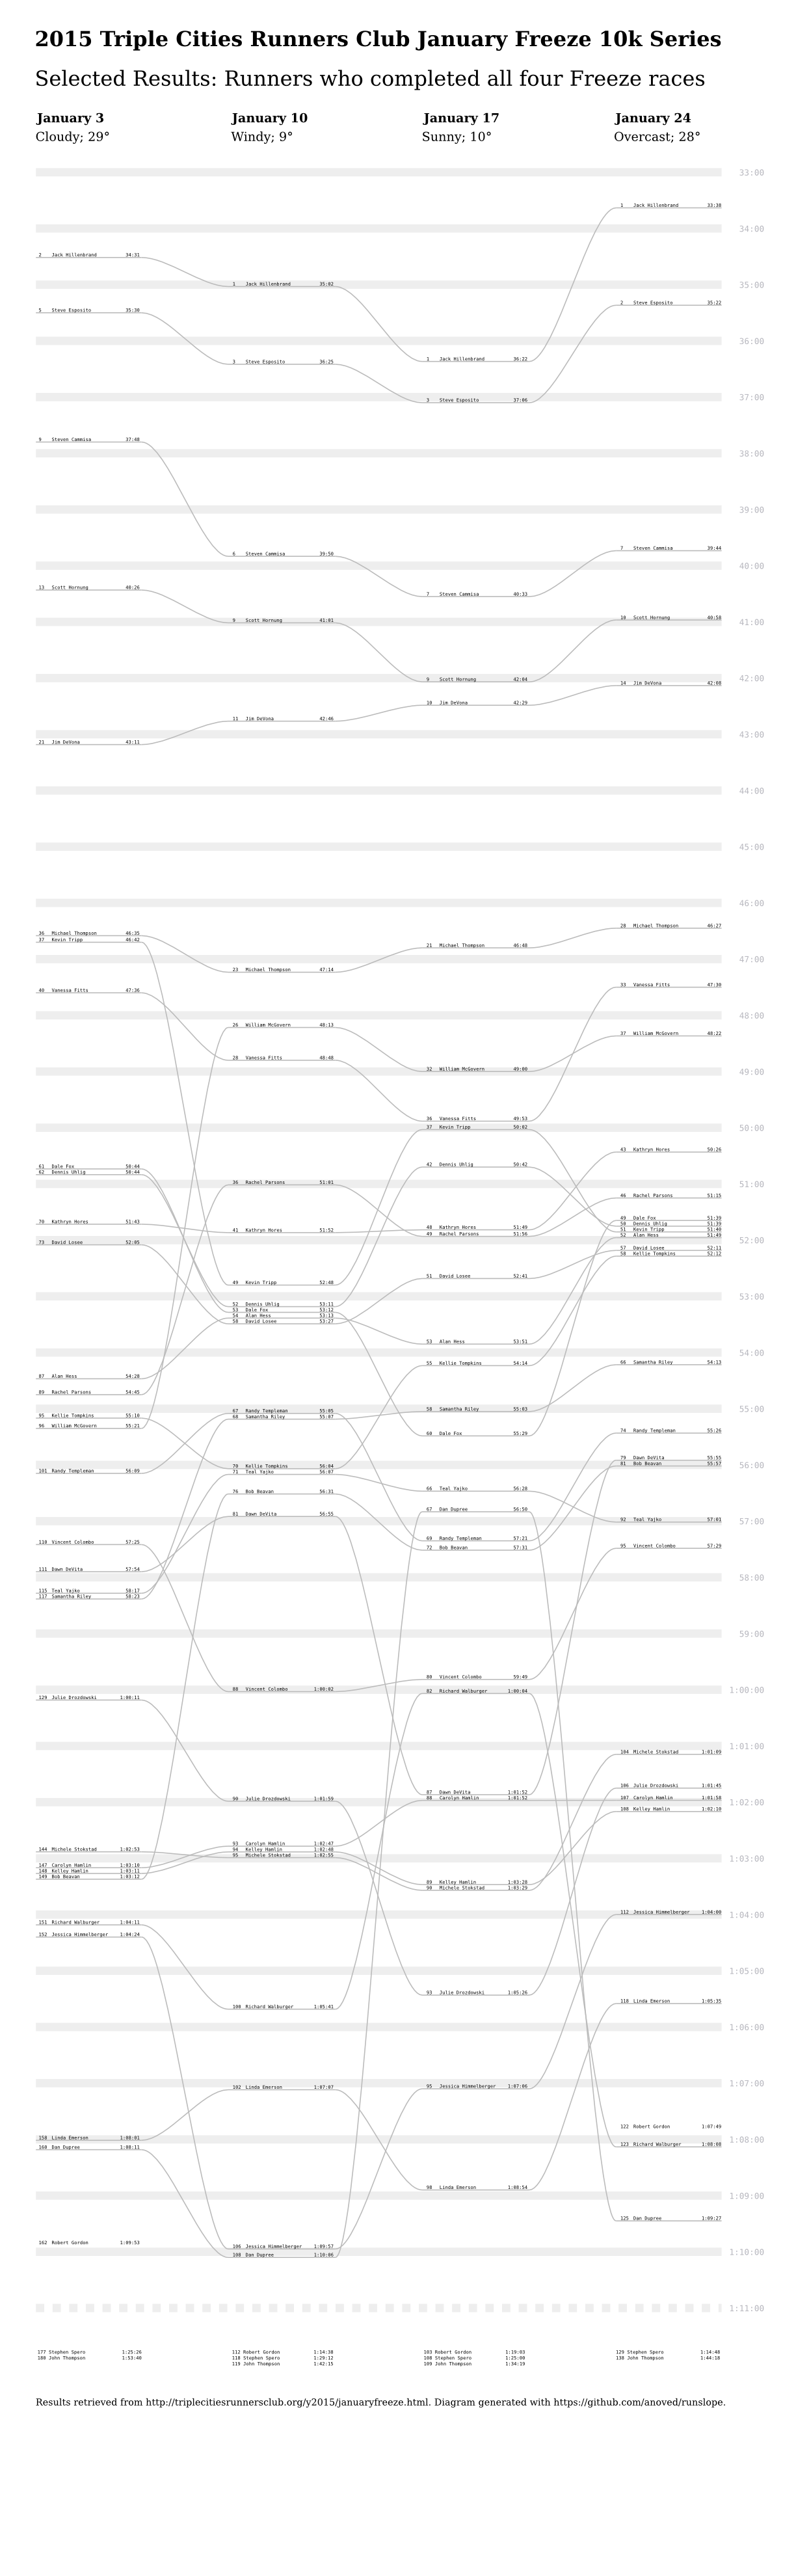 2015 Triple Cities Runners Club January Freeze 10k Series
Selected Results: Runners who completed all four Freeze races
January 3 January 10 January 17 January 24
Cloudy; 29° Windy; 9° Sunny; 10° Overcast; 28°
33:00
1 Jack Hillenbrand 33:38
34:00
2 Jack Hillenbrand 34:31
1 Jack Hillenbrand 35:02
35:00
2 Steve Esposito 35:22
5 Steve Esposito 35:30
36:00
3 Steve Esposito 36:25
1 Jack Hillenbrand 36:22
37:00
3 Steve Esposito 37:06
9 Steven Cammisa 37:48
38:00
39:00
6 Steven Cammisa 39:50
7 Steven Cammisa 39:44
40:00
13 Scott Hornung 40:26
7 Steven Cammisa 40:33
10 Scott Hornung 40:58
9 Scott Hornung 41:01
41:00
9 Scott Hornung 42:04
42:00
14 Jim DeVona 42:08
10 Jim DeVona 42:29
11 Jim DeVona 42:46
43:00
21 Jim DeVona 43:11
44:00
45:00
46:00
28 Michael Thompson 46:27
36 Michael Thompson 46:35
37 Kevin Tripp 46:42
21 Michael Thompson 46:48
47:00
23 Michael Thompson 47:14
33 Vanessa Fitts 47:30
40 Vanessa Fitts 47:36
48:00
26 William McGovern 48:13
37 William McGovern 48:22
28 Vanessa Fitts 48:48
32 William McGovern 49:00
49:00
36 Vanessa Fitts 49:53
37 Kevin Tripp 50:02
50:00
43 Kathryn Hores 50:26
42 Dennis Uhlig 50:42
61 Dale Fox 50:44
62 Dennis Uhlig 50:44
36 Rachel Parsons 51:01
51:00
46 Rachel Parsons 51:15
49 Dale Fox 51:39
50 Dennis Uhlig 51:39
51 Kevin Tripp 51:40
52 Alan Hess 51:49
70 Kathryn Hores 51:43
41 Kathryn Hores 51:52
48 Kathryn Hores 51:49
49 Rachel Parsons 51:56
52:00
73 David Losee 52:05
57 David Losee 52:11
58 Kellie Tompkins 52:12
51 David Losee 52:41
49 Kevin Tripp 52:48
53:00
52 Dennis Uhlig 53:11
53 Dale Fox 53:12
54 Alan Hess 53:13
58 David Losee 53:27
53 Alan Hess 53:51
54:00
55 Kellie Tompkins 54:14
66 Samantha Riley 54:13
87 Alan Hess 54:28
89 Rachel Parsons 54:45
55:00
67 Randy Templeman 55:05
68 Samantha Riley 55:07
58 Samantha Riley 55:03
95 Kellie Tompkins 55:10
96 William McGovern 55:21
60 Dale Fox 55:29
74 Randy Templeman 55:26
79 Dawn DeVita 55:55
81 Bob Beavan 55:57
56:00
101 Randy Templeman 56:09
70 Kellie Tompkins 56:04
71 Teal Yajko 56:07
76 Bob Beavan 56:31
66 Teal Yajko 56:28
81 Dawn DeVita 56:55
67 Dan Dupree 56:50
92 Teal Yajko 57:01
57:00
110 Vincent Colombo 57:25
69 Randy Templeman 57:21
72 Bob Beavan 57:31
95 Vincent Colombo 57:29
111 Dawn DeVita 57:54
58:00
115 Teal Yajko 58:17
117 Samantha Riley 58:23
59:00
80 Vincent Colombo 59:49
88 Vincent Colombo 1:00:02
82 Richard Walburger 1:00:04
1:00:00
129 Julie Drozdowski 1:00:11
1:01:00
104 Michele Stokstad 1:01:09
106 Julie Drozdowski 1:01:45
107 Carolyn Hamlin 1:01:58
108 Kelley Hamlin 1:02:10
90 Julie Drozdowski 1:01:59
87 Dawn DeVita 1:01:52
88 Carolyn Hamlin 1:01:52
1:02:00
144 Michele Stokstad 1:02:53
93 Carolyn Hamlin 1:02:47
94 Kelley Hamlin 1:02:48
95 Michele Stokstad 1:02:55
1:03:00
147 Carolyn Hamlin 1:03:10
148 Kelley Hamlin 1:03:11
149 Bob Beavan 1:03:12
89 Kelley Hamlin 1:03:28
90 Michele Stokstad 1:03:29
1:04:00
112 Jessica Himmelberger 1:04:00
151 Richard Walburger 1:04:11
152 Jessica Himmelberger 1:04:24
1:05:00
93 Julie Drozdowski 1:05:26
118 Linda Emerson 1:05:35
100 Richard Walburger 1:05:41
1:06:00
1:07:00
102 Linda Emerson 1:07:07
95 Jessica Himmelberger 1:07:06
122 Robert Gordon 1:07:49
158 Linda Emerson 1:08:01
123 Richard Walburger 1:08:08
1:08:00
160 Dan Dupree 1:08:11
98 Linda Emerson 1:08:54
1:09:00
125 Dan Dupree 1:09:27
162 Robert Gordon 1:09:53
106 Jessica Himmelberger 1:09:57
108 Dan Dupree 1:10:06
1:10:00
1:11:00
177 Stephen Spero 1:25:26
180 John Thompson 1:53:40
112 Robert Gordon 1:14:38
118 Stephen Spero 1:29:12
119 John Thompson 1:42:15
103 Robert Gordon 1:19:03
108 Stephen Spero 1:25:00
109 John Thompson 1:34:19
129 Stephen Spero 1:14:48
138 John Thompson 1:44:18
Results retrieved from http://triplecitiesrunnersclub.org/y2015/januaryfreeze.html. Diagram generated with https://github.com/anoved/runslope.